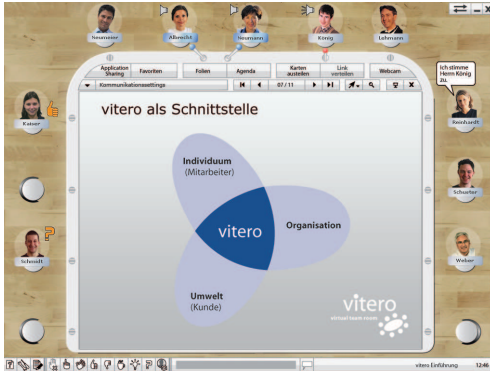 Neumeier
Albrecht
Neumann
König
Lehmann
Application Sharing
Favoriten
Folien
Agenda
Karten austeilen
Link verteilen
Webcam
Ich stimme
Herrn König
zu.
Kommunikationssettings
07/11
vitero als Schnittstelle
Kaiser
Reinhardt
Individuum
(Mitarbeiter)
Organisation
vitero
Schuster
Schmidt
Weber
Umwelt
(Kunde)
vitero
virtual team room
vitero Einführung
12:46